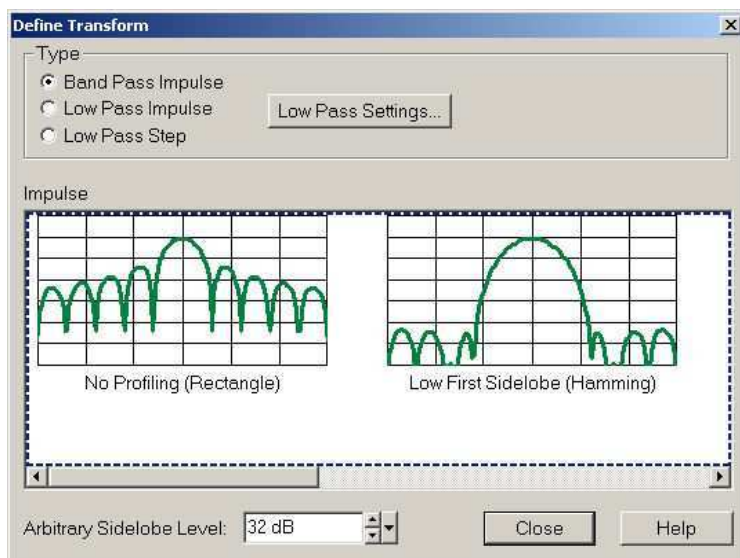 Define Transform
Type
Band Pass Impulse
Low Pass Impulse
Low Pass Step
Low Pass Settings...
Impulse
No Profiling (Rectangle)
Low First Sidelobe (Hamming)
Arbitrary Sidelobe Level:
32 dB
Close
Help